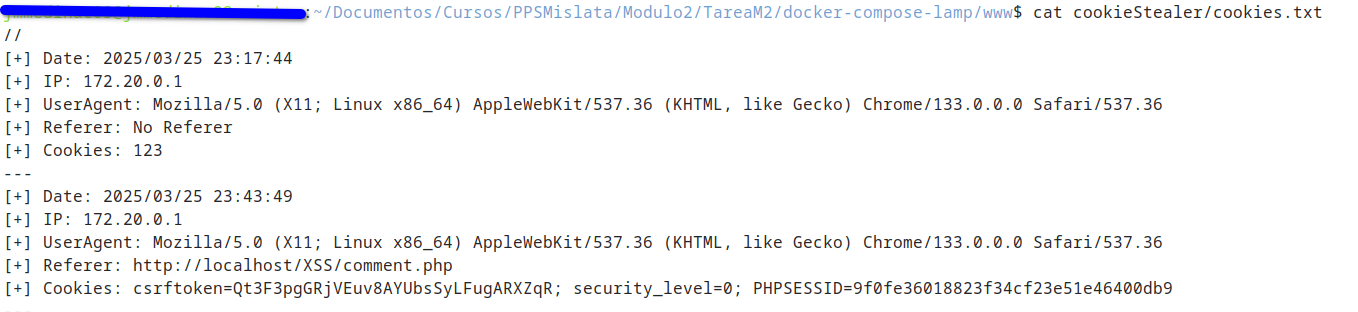 :~/Documentos/Cursos/PPSMislata/Modulo2/TareaM2/docker-compose-lamp/www$ cat cookieStealer/cookies.txt
//
[+] Date: 2025/03/25 23:17:44
[+] IP: 172.20.0.1
[+] UserAgent: Mozilla/5.0 (X11; Linux x86_64) AppleWebKit/537.36 (KHTML, like Gecko) Chrome/133.0.0.0 Safari/537.36
[+] Referer: No Referer
[+] Cookies: 123
---
[+] Date: 2025/03/25 23:43:49
[+] IP: 172.20.0.1
[+] UserAgent: Mozilla/5.0 (X11; Linux x86_64) AppleWebKit/537.36 (KHTML, like Gecko) Chrome/133.0.0.0 Safari/537.36
[+] Referer: http://localhost/XSS/comment.php
[+] Cookies: csrftoken=Qt3F3pgGRjVEuv8AYUbsSyLFugARXZqR; security_level=0; PHPSESSID=9f0fe36018823f34cf23e51e46400db9
---